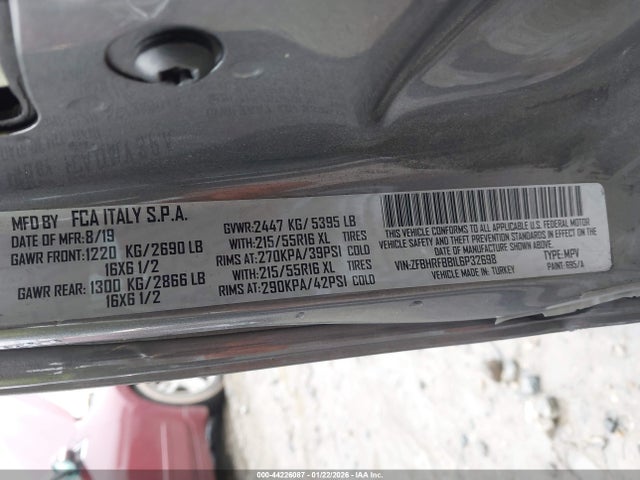 MFD BY FCA ITALY S.P.A.
DATE OF MFD: 8/19
GAWR FRONT: 1220 KG/2690 LB
16X6 1/2
GAWR REAR: 1300 KG/2866 LB
16X6 1/2
GVWR: 2447 KG/5395 LB
WITH: 215/55R16 XL TIRES
RIMS AT: 270KPA/39PSI COLD
WITH: 215/55R16 XL TIRES
RIMS AT: 290KPA/42PSI COLD
THIS VEHICLE CONFORMS TO ALL APPLICABLE U.S. FEDERAL MOTOR
VEHICLE SAFETY STANDARDS IN EFFECT ON THE
DATE OF MANUFACTURE SHOWN ABOVE.
VIN: ZFBHRFBB1L6P32698
TYPE: MPV
VEHICLE MADE IN: TURKEY
PAINT: 695/A
000-44226087 - 01/22/2026 - IAA Inc.